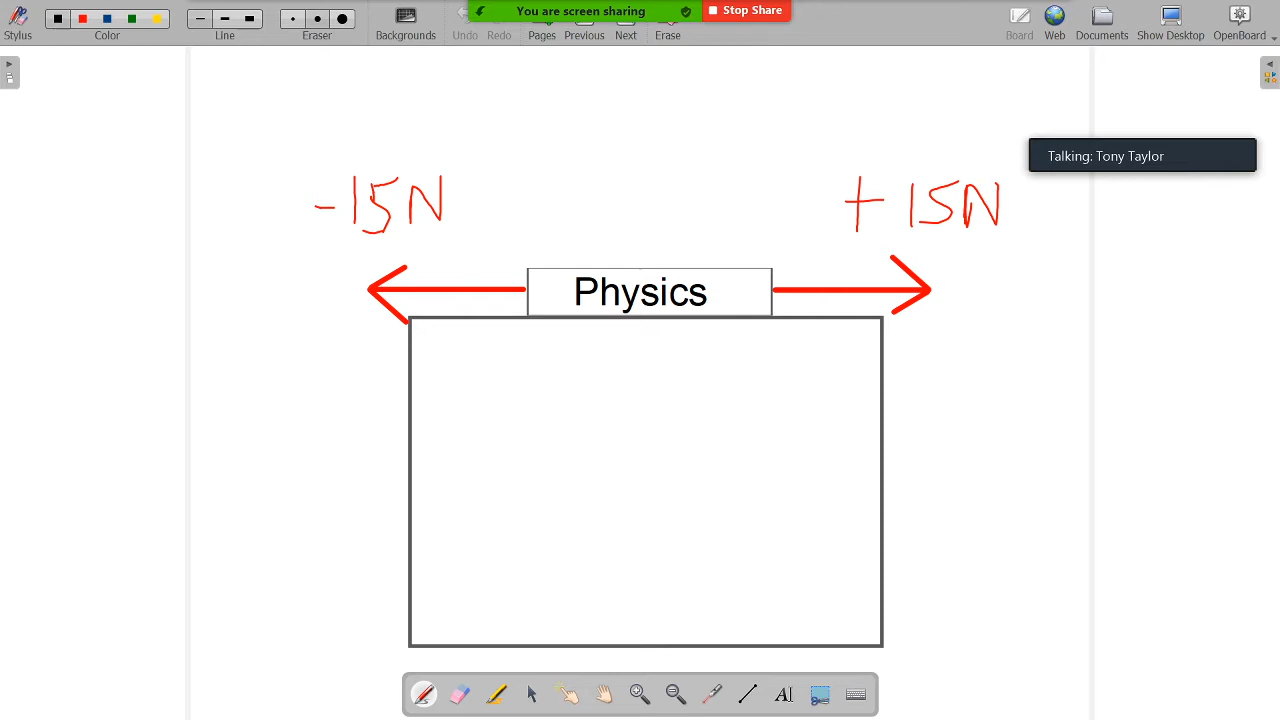 You are screen sharing Stop Share
Stylus Color Line Eraser Backgrounds Undo Redo Pages Previous Next Erase Board Web Documents Show Desktop OpenBoard
Talking: Tony Taylor
-15N +15N
Physics
AI